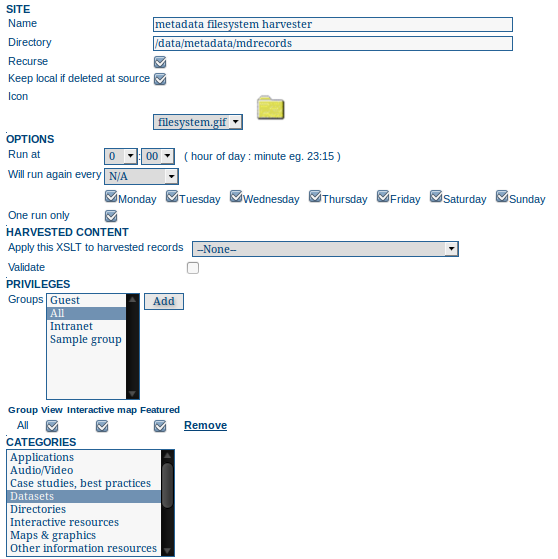 SITE
Name metadata filesystem harvester
Directory /data/metadata/mdrecords
Recurse
Keep local if deleted at source
Icon
filesystem.gif
OPTIONS
Run at 0 : 00 ( hour of day : minute eg. 23:15 )
Will run again every N/A
Monday Tuesday Wednesday Thursday Friday Saturday Sunday
One run only
HARVESTED CONTENT
Apply this XSLT to harvested records --None--
Validate
PRIVILEGES
Groups Guest Add
All
Intranet
Sample group
Group View Interactive map Featured
All Remove
CATEGORIES
Applications
Audio/Video
Case studies, best practices
Datasets
Directories
Interactive resources
Maps & graphics
Other information resources